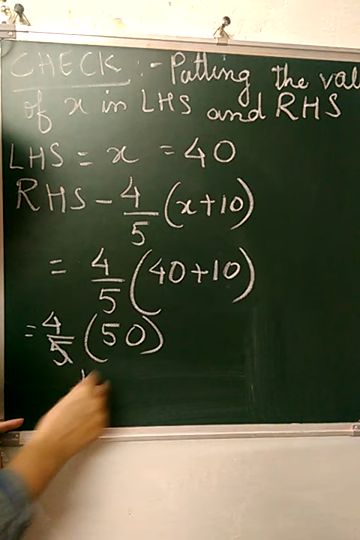 CHECK :- Putting the val
of x in LHS and RHS
LHS = x = 40
RHS - 4/5 (x+10)
= 4/5 (40+10)
= 4/5 (50)